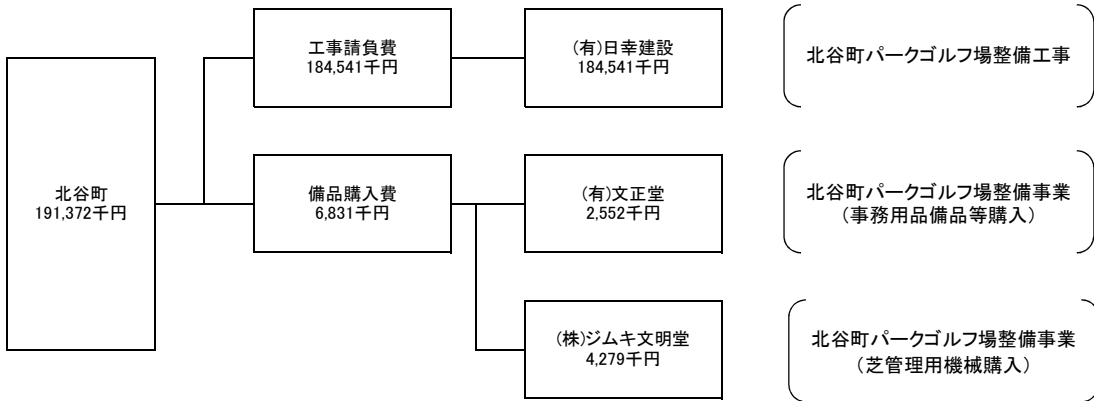 工事請負費
184,541千円
(有)日幸建設
184,541千円
北谷町パークゴルフ場整備工事
北谷町
191,372千円
備品購入費
6,831千円
(有)文正堂
2,552千円
北谷町パークゴルフ場整備事業
(事務用品備品等購入)
(株)ジムキ文明堂
4,279千円
北谷町パークゴルフ場整備事業
(芝管理用機械購入)